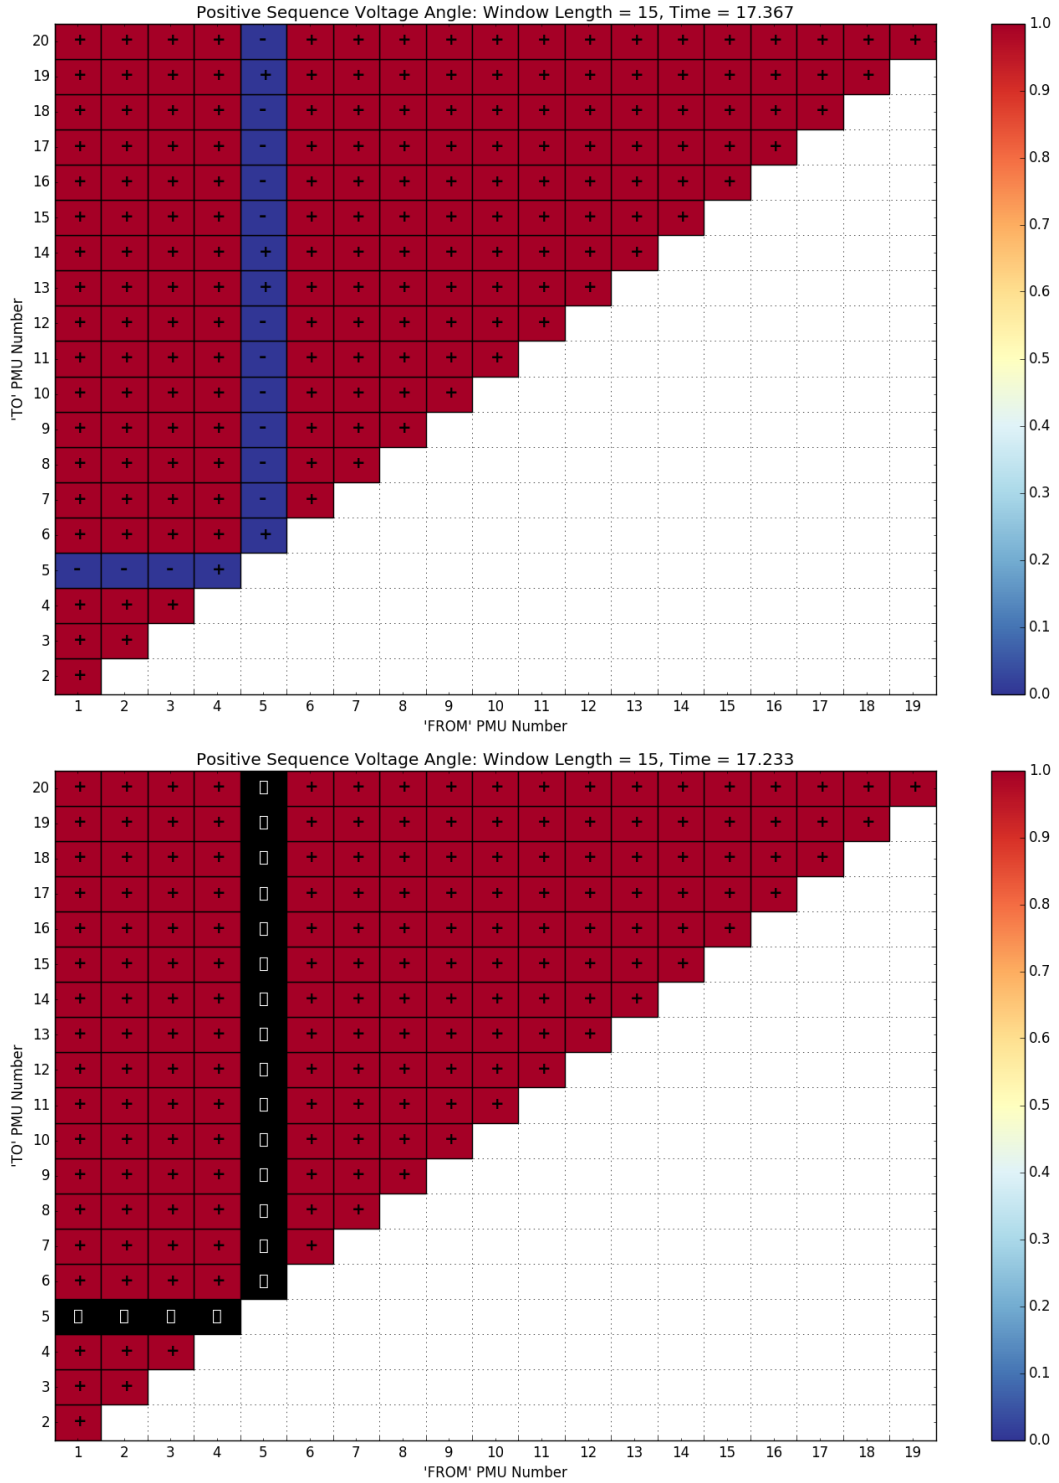 Positive Sequence Voltage Angle: Window Length = 15, Time = 17.367
20 + + + + - + + + + + + + + + + + + + +
19 + + + + + + + + + + + + + + + + + +
18 + + + + - + + + + + + + + + + + +
17 + + + + - + + + + + + + + + + +
16 + + + + - + + + + + + + + + +
15 + + + + - + + + + + + + + +
14 + + + + + + + + + + + + +
13 + + + + + + + + + + + +
12 + + + + - + + + + + +
11 + + + + - + + + + +
10 + + + + - + + + +
9 + + + + - + + +
8 + + + + - + +
7 + + + + - +
6 + + + + +
5 - - - +
4 + + +
3 + +
2 +
1 2 3 4 5 6 7 8 9 10 11 12 13 14 15 16 17 18 19
'TO' PMU Number
'FROM' PMU Number
1.0
0.9
0.8
0.7
0.6
0.5
0.4
0.3
0.2
0.1
0.0
Positive Sequence Voltage Angle: Window Length = 15, Time = 17.233
20 + + + + ▯ + + + + + + + + + + + + + +
19 + + + + ▯ + + + + + + + + + + + + +
18 + + + + ▯ + + + + + + + + + + + +
17 + + + + ▯ + + + + + + + + + + +
16 + + + + ▯ + + + + + + + + + +
15 + + + + ▯ + + + + + + + + +
14 + + + + ▯ + + + + + + + +
13 + + + + ▯ + + + + + + +
12 + + + + ▯ + + + + + +
11 + + + + ▯ + + + + +
10 + + + + ▯ + + + +
9 + + + + ▯ + + +
8 + + + + ▯ + +
7 + + + + ▯ +
6 + + + + ▯
5 ▯ ▯ ▯ ▯
4 + + +
3 + +
2 +
1 2 3 4 5 6 7 8 9 10 11 12 13 14 15 16 17 18 19
'TO' PMU Number
'FROM' PMU Number
1.0
0.9
0.8
0.7
0.6
0.5
0.4
0.3
0.2
0.1
0.0